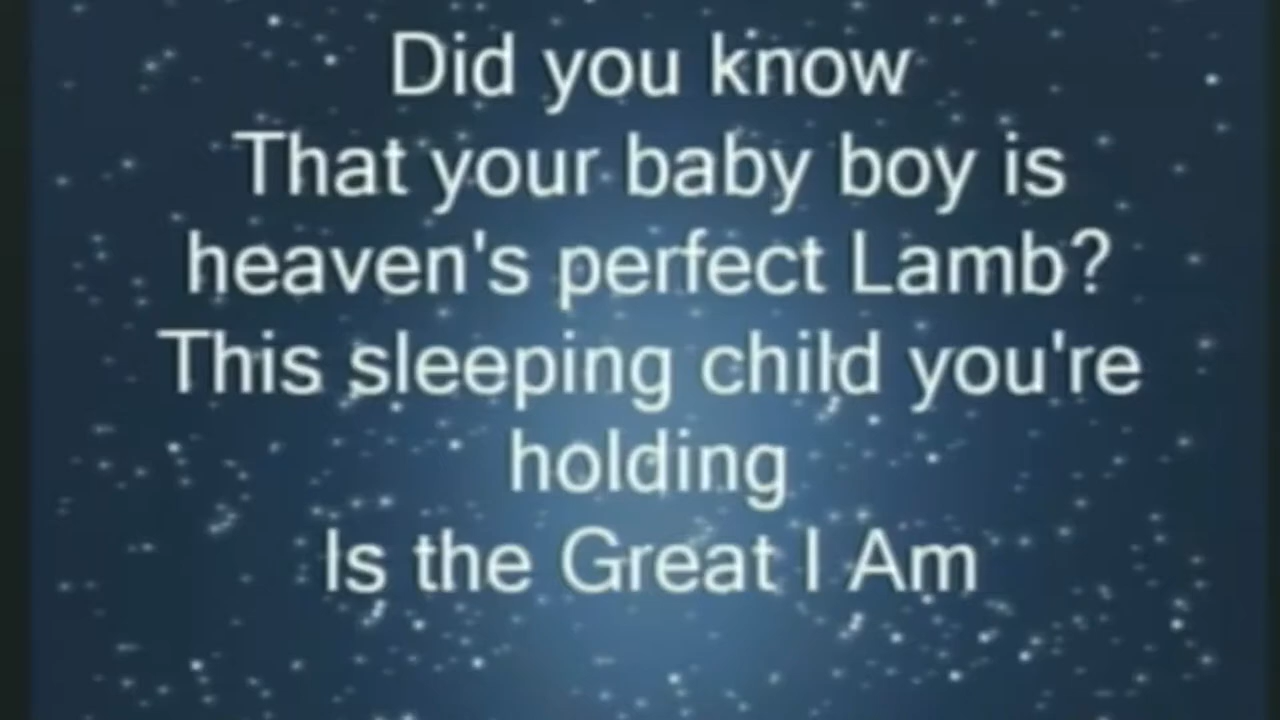 Did you know
That your baby boy is
heaven's perfect Lamb?
This sleeping child you're
holding
Is the Great I Am